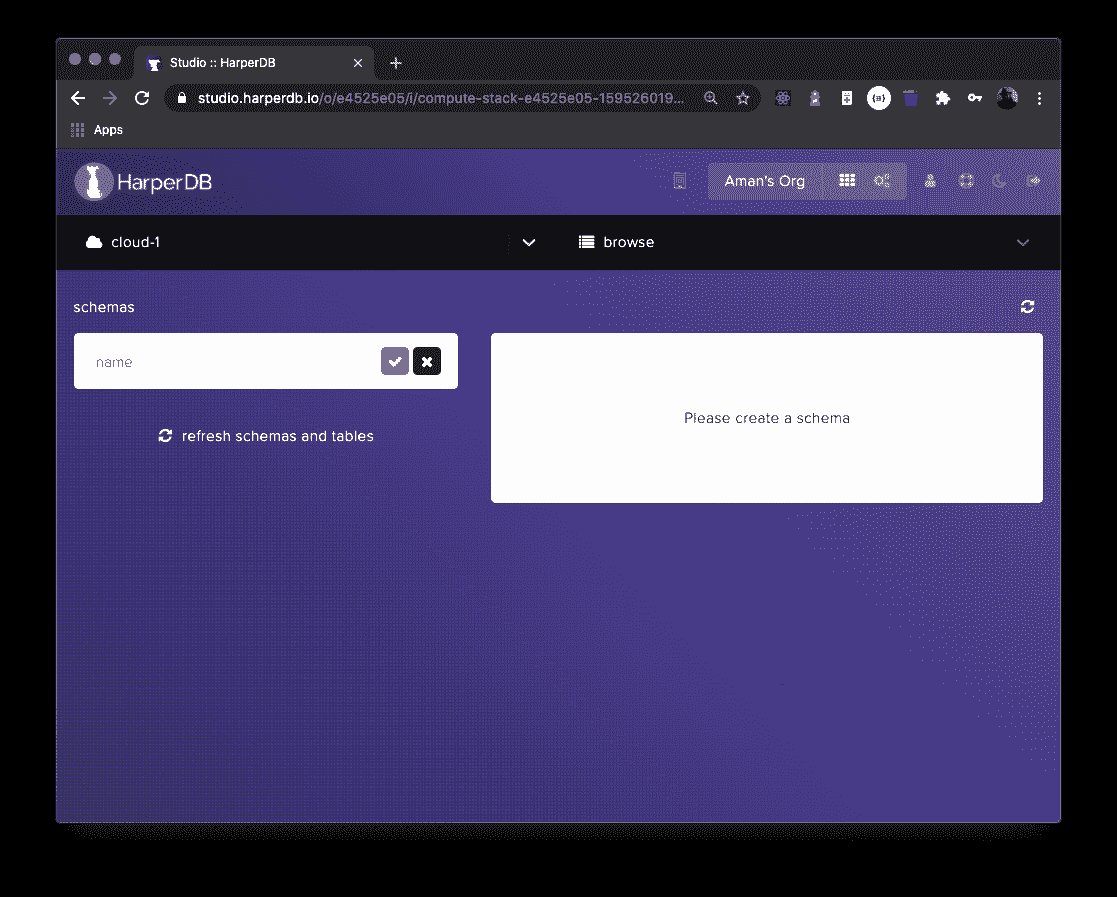 Studio :: HarperDB
studio.harperdb.io/o/e4525e05/i/compute-stack-e4525e05-159526019...
Apps
HarperDB
Aman's Org
cloud-1
browse
schemas
name
Please create a schema
refresh schemas and tables